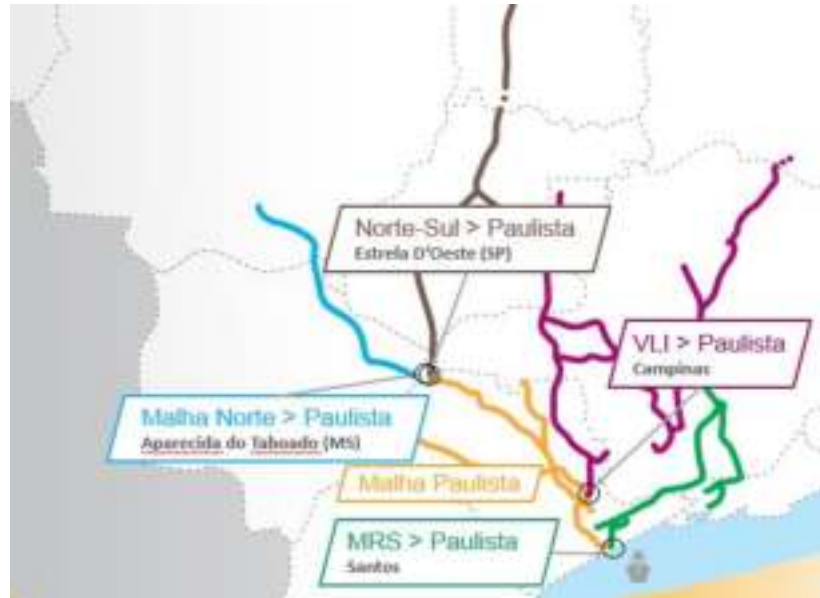 Norte-Sul > Paulista
Estrela D'Oeste (SP)
VLI > Paulista
Campinas
Malha Norte > Paulista
Aparecida do Taboado (MS)
Malha Paulista
MRS > Paulista
Santos